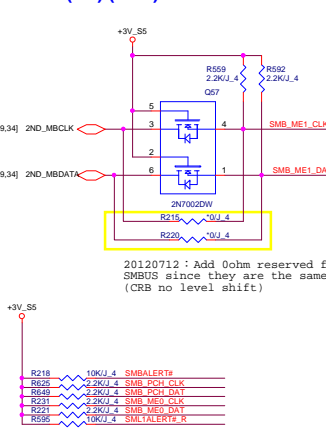 +3V_S5
R559
2.2K/J_4
R592
2.2K/J_4
Q57
5
3
4
2
6
1
9,34] 2ND_MBCLK
SMB_ME1_CLK
9,34] 2ND_MBDATA
SMB_ME1_DA
2N7002DW
R215 *0/J_4
R220 *0/J_4
20120712：Add 0ohm reserved f
SMBUS since they are the same
(CRB no level shift)
+3V_S5
R218 10K/J_4 SMBALERT#
R625 2.2K/J_4 SMB_PCH_CLK
R649 2.2K/J_4 SMB_PCH_DAT
R231 2.2K/J_4 SMB_ME0_CLK
R221 2.2K/J_4 SMB_ME0_DAT
R595 10K/J_4 SML1ALERT#_R